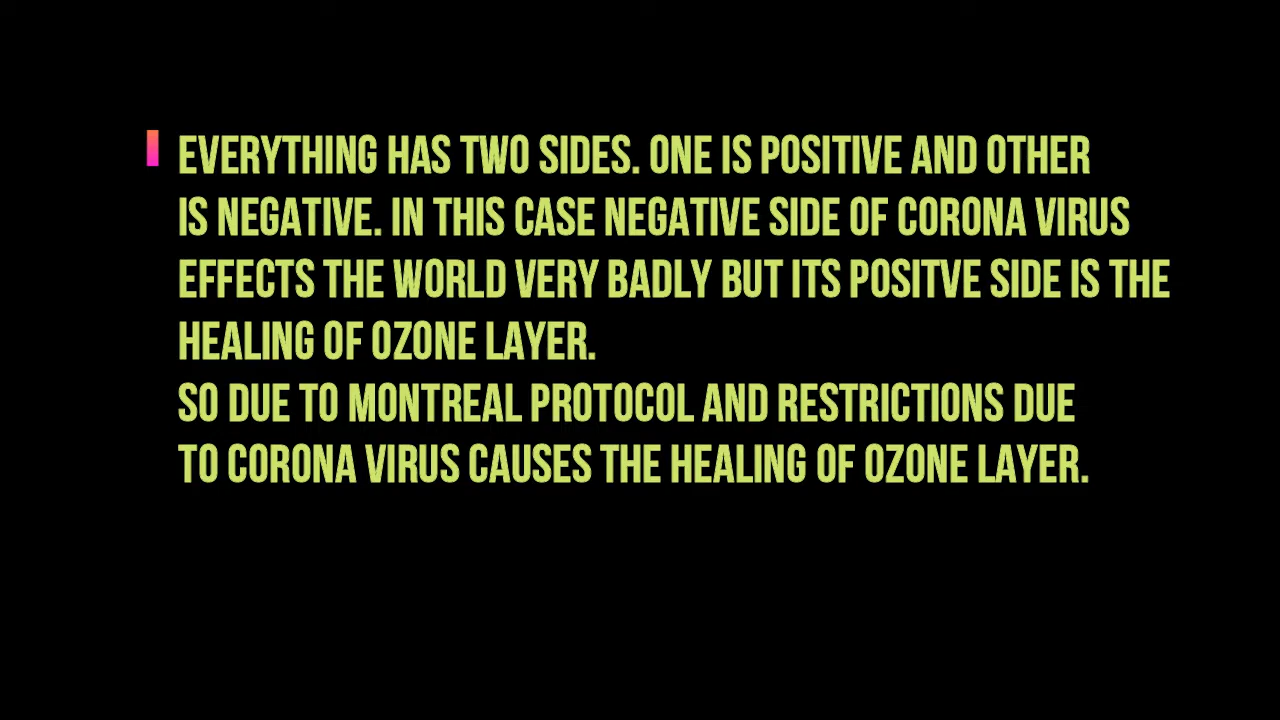 EVERYTHING HAS TWO SIDES. ONE IS POSITIVE AND OTHER
IS NEGATIVE. IN THIS CASE NEGATIVE SIDE OF CORONA VIRUS
EFFECTS THE WORLD VERY BADLY BUT ITS POSITVE SIDE IS THE
HEALING OF OZONE LAYER.
SO DUE TO MONTREAL PROTOCOL AND RESTRICTIONS DUE
TO CORONA VIRUS CAUSES THE HEALING OF OZONE LAYER.